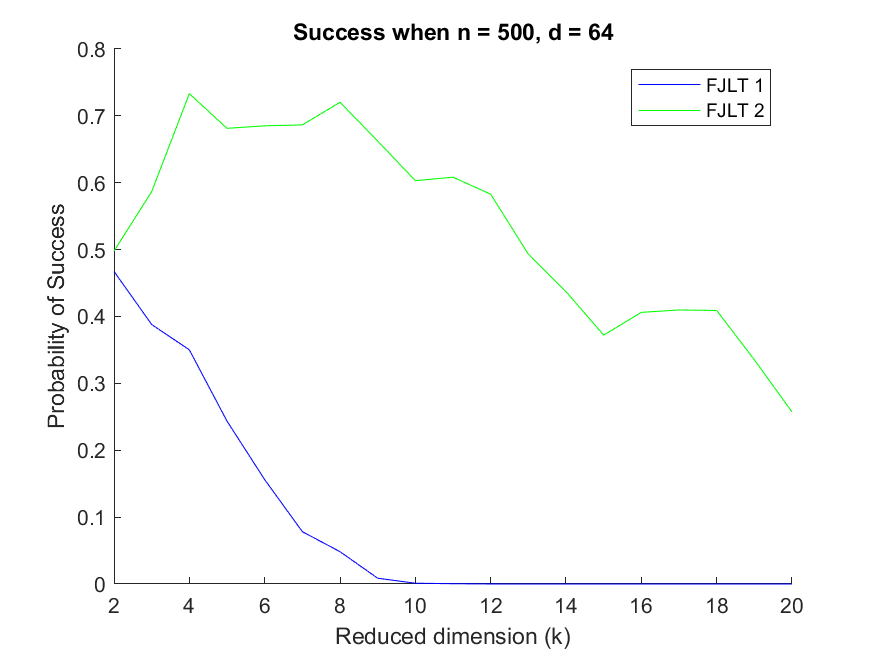 Success when n = 500, d = 64
FJLT 1
FJLT 2
Probability of Success
0.8
0.7
0.6
0.5
0.4
0.3
0.2
0.1
0
2 4 6 8 10 12 14 16 18 20
Reduced dimension (k)